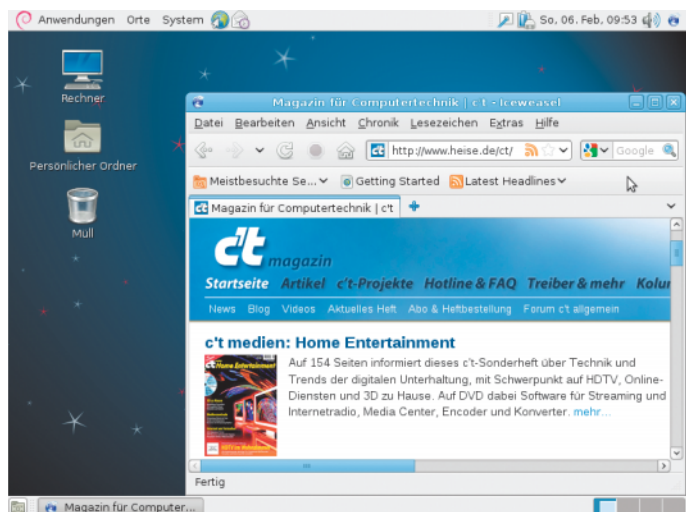 Anwendungen Orte System So, 06. Feb, 09:53
Rechner
Persönlicher Ordner
Müll
Magazin für Computertechnik | c't - Iceweasel
Datei Bearbeiten Ansicht Chronik Lesezeichen Extras Hilfe
http://www.heise.de/ct/ Google
Meistbesuchte Se... Getting Started Latest Headlines
Magazin für Computertechnik | c't
c't magazin
Startseite Artikel c't-Projekte Hotline & FAQ Treiber & mehr Kolu
News Blog Videos Aktuelles Heft Abo & Heftbestellung Forum c't allgemein
c't medien: Home Entertainment
Auf 154 Seiten informiert dieses c't-Sonderheft über Technik und
Trends der digitalen Unterhaltung, mit Schwerpunkt auf HDTV, Online-
Diensten und 3D zu Hause. Auf DVD dabei Software für Streaming und
Internetradio, Media Center, Encoder und Konverter. mehr...
Home Entertainment
Fertig
Magazin für Computer...